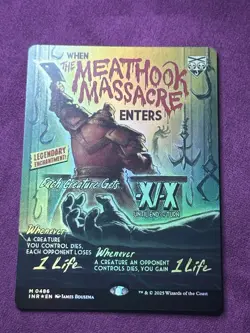 WHEN
THE MEATHOOK
MASSACRE
ENTERS
LEGENDARY
ENCHANTMENT
Each Creature Gets
-X/-X
UNTIL END OF TURN
Whenever
A CREATURE
YOU CONTROL DIES,
EACH OPPONENT LOSES
1 Life
Whenever
A CREATURE AN OPPONENT
CONTROLS DIES, YOU GAIN
1 Life
M 0486
INR • EN JAMES BOUSEMA
™ & © 2025 Wizards of the Coast